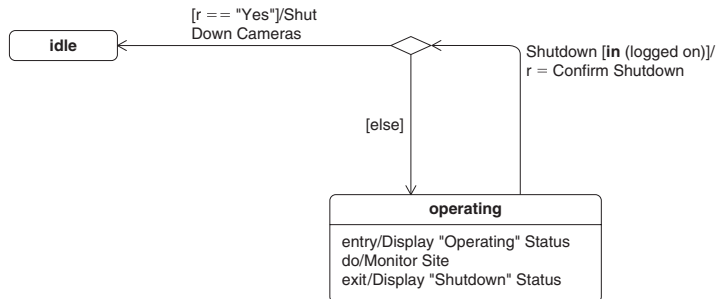 [r == "Yes"]/Shut
Down Cameras
idle
Shutdown [in (logged on)]/
r = Confirm Shutdown
[else]
operating
entry/Display "Operating" Status
do/Monitor Site
exit/Display "Shutdown" Status